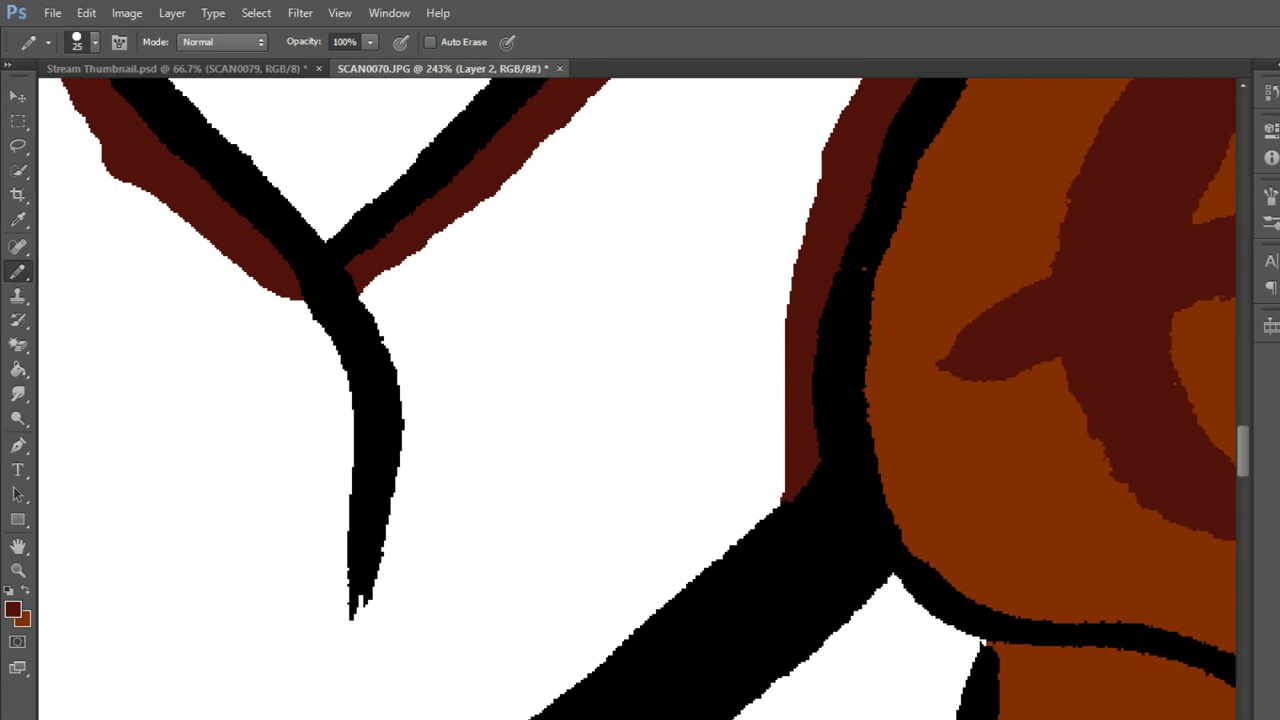 Ps File Edit Image Layer Type Select Filter View Window Help
25 Mode: Normal Opacity: 100% Auto Erase
Stream Thumbnail.psd @ 66.7% (SCAN0079, RGB/8) * × SCAN0070.JPG @ 243% (Layer 2, RGB/8#) * ×